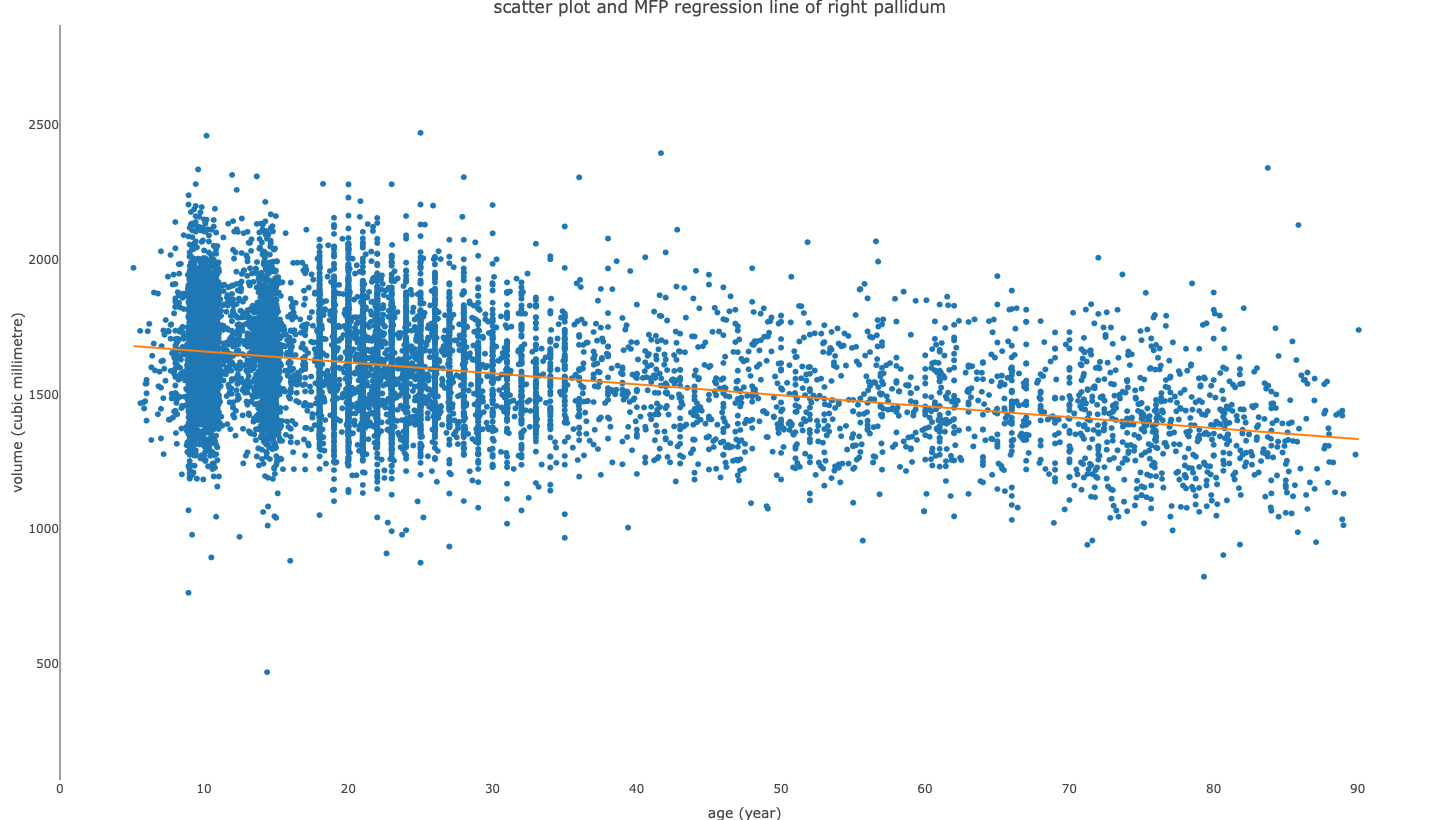 scatter plot and MFP regression line of right pallidum
volume (cubic millimetre)
2500
2000
1500
1000
500
0 10 20 30 40 50 60 70 80 90
age (year)